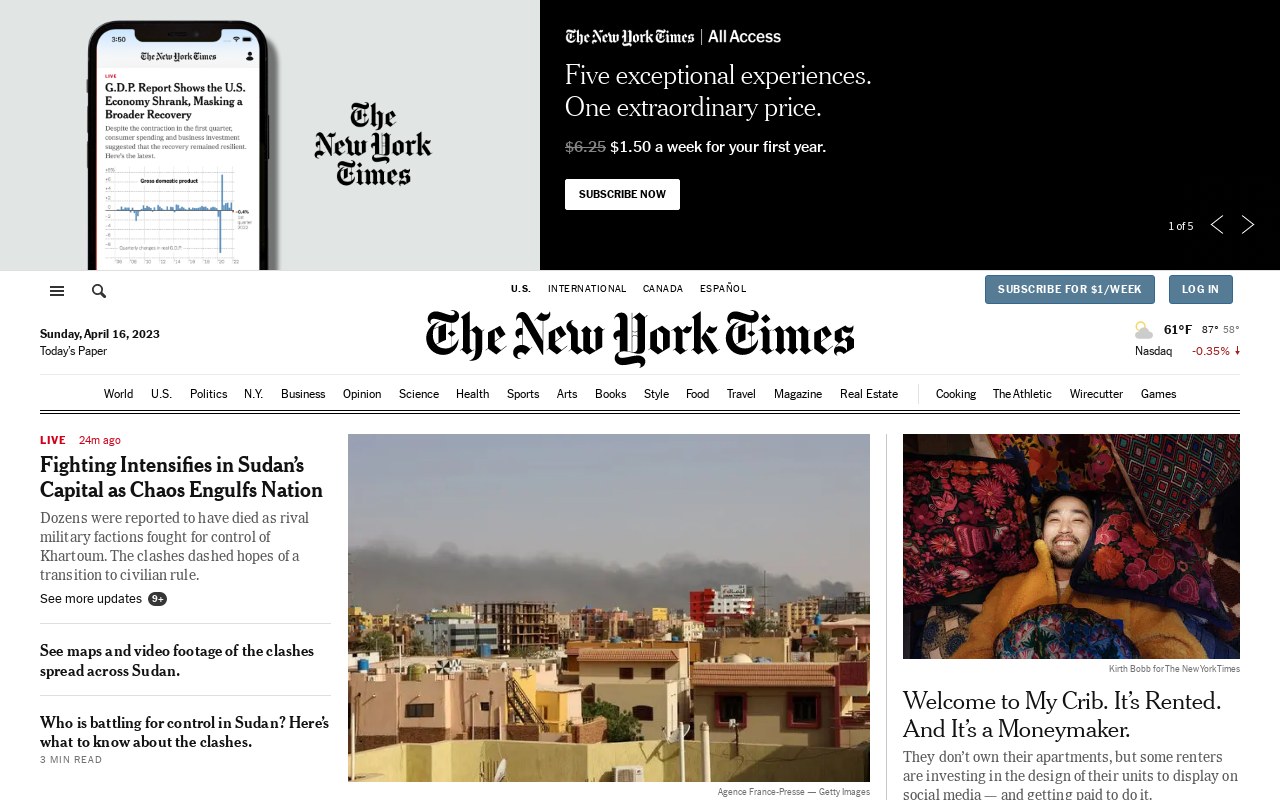 3:50
The New York Times
LIVE
G.D.P. Report Shows the U.S.
Economy Shrank, Masking a
Broader Recovery
Despite the contraction in the first quarter,
consumer spending and business investment
suggested that the recovery remained resilient.
Here's the latest.
Gross domestic product
Quarterly changes in real G.D.P.
The
New York
Times
The New York Times | All Access
Five exceptional experiences.
One extraordinary price.
$6.25 $1.50 a week for your first year.
SUBSCRIBE NOW
1 of 5
U.S. INTERNATIONAL CANADA ESPAÑOL
SUBSCRIBE FOR $1/WEEK LOG IN
Sunday, April 16, 2023
Today's Paper
The New York Times
61°F 87° 58°
Nasdaq -0.35%
World U.S. Politics N.Y. Business Opinion Science Health Sports Arts Books Style Food Travel Magazine Real Estate Cooking The Athletic Wirecutter Games
LIVE 24m ago
Fighting Intensifies in Sudan's
Capital as Chaos Engulfs Nation
Dozens were reported to have died as rival
military factions fought for control of
Khartoum. The clashes dashed hopes of a
transition to civilian rule.
See more updates 9+
See maps and video footage of the clashes
spread across Sudan.
Who is battling for control in Sudan? Here's
what to know about the clashes.
3 MIN READ
Agence France-Presse — Getty Images
Kirth Bobb for The New York Times
Welcome to My Crib. It's Rented.
And It's a Moneymaker.
They don't own their apartments, but some renters
are investing in the design of their units to display on
social media — and getting paid to do it.